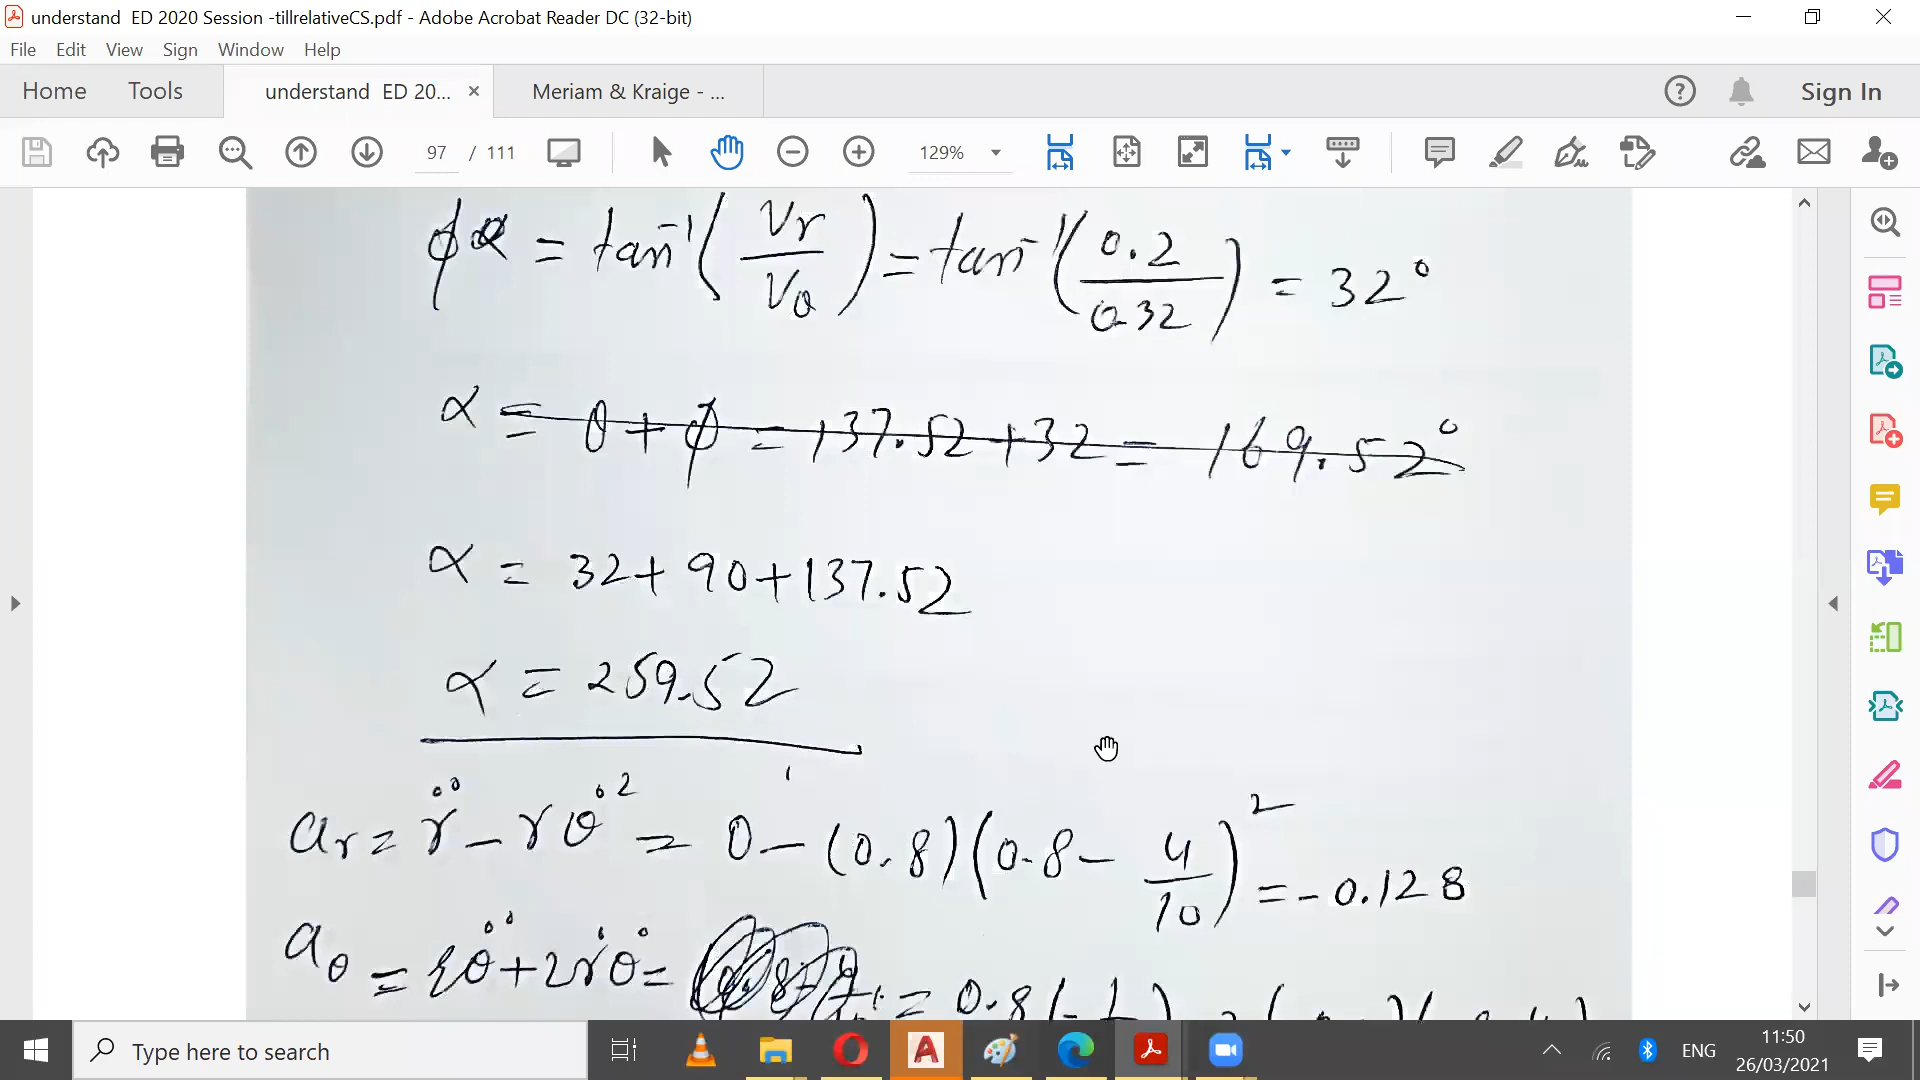 understand ED 2020 Session -tillrelativeCS.pdf - Adobe Acrobat Reader DC (32-bit)
File Edit View Sign Window Help
Home Tools understand ED 20... × Meriam & Kraige - ... Sign In
97 / 111 129%
ϕ = tan⁻¹(Vr/Vθ) = tan⁻¹(0.2/0.32) = 32°
α = θ + ϕ = 137.52 + 32 = 169.52°
α = 32 + 90 + 137.52
α = 259.52
ar = r̈ - rθ̇² = 0 - (0.8)(0.8 - 4/10)² = -0.128
aθ = rθ̈ + 2ṙθ̇ = = 0.8(
Type here to search
ENG
11:50
26/03/2021